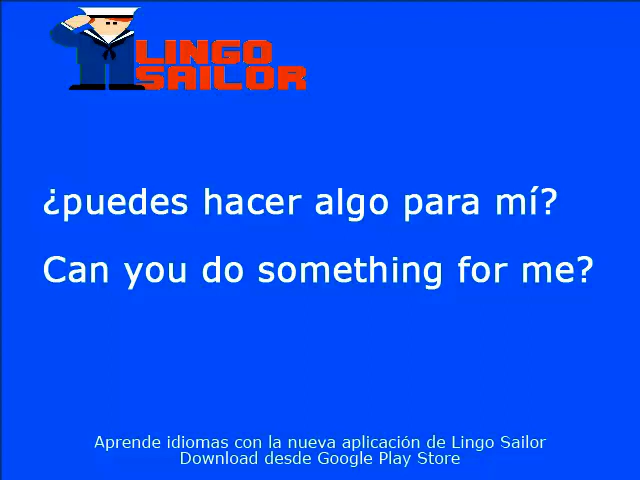 LINGO
SAILOR
¿puedes hacer algo para mí?
Can you do something for me?
Aprende idiomas con la nueva aplicación de Lingo Sailor
Download desde Google Play Store